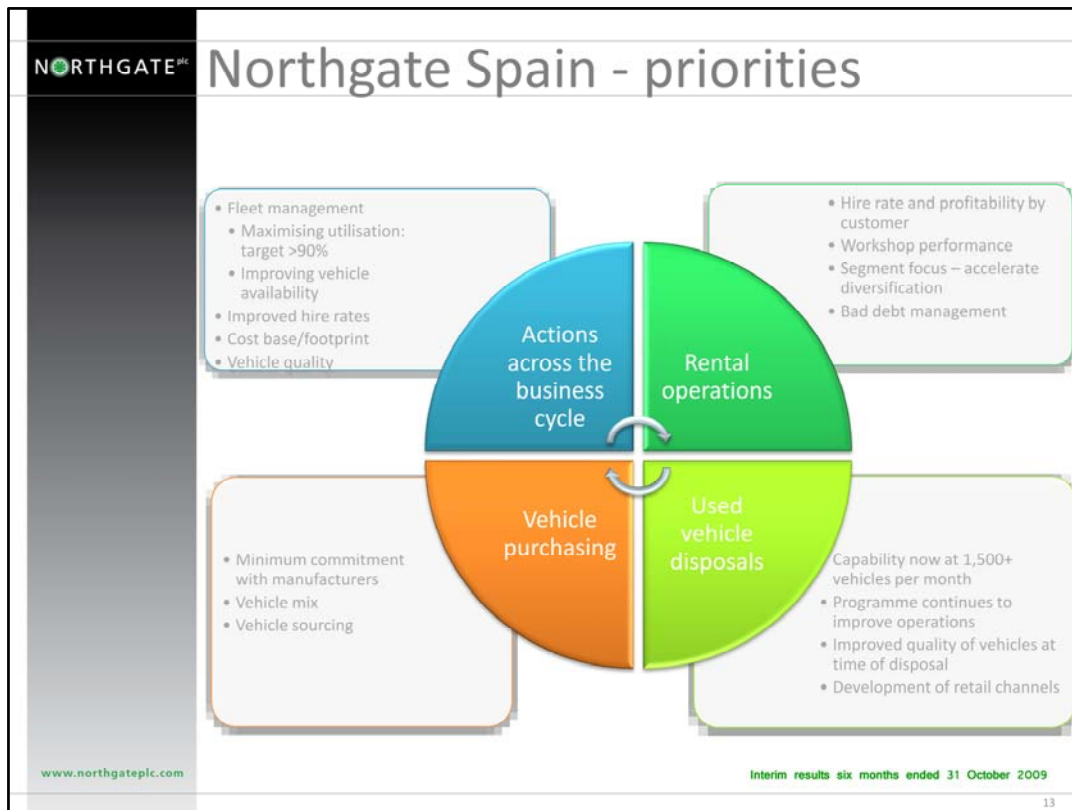 NORTHGATE plc
Northgate Spain - priorities
• Fleet management
• Maximising utilisation:
target >90%
• Improving vehicle
availability
• Improved hire rates
• Cost base/footprint
• Vehicle quality
• Hire rate and profitability by
customer
• Workshop performance
• Segment focus – accelerate
diversification
• Bad debt management
Actions
across the
business
cycle
Rental
operations
Vehicle
purchasing
Used
vehicle
disposals
• Minimum commitment
with manufacturers
• Vehicle mix
• Vehicle sourcing
Capability now at 1,500+
vehicles per month
• Programme continues to
improve operations
• Improved quality of vehicles at
time of disposal
• Development of retail channels
www.northgateplc.com
Interim results six months ended 31 October 2009
13